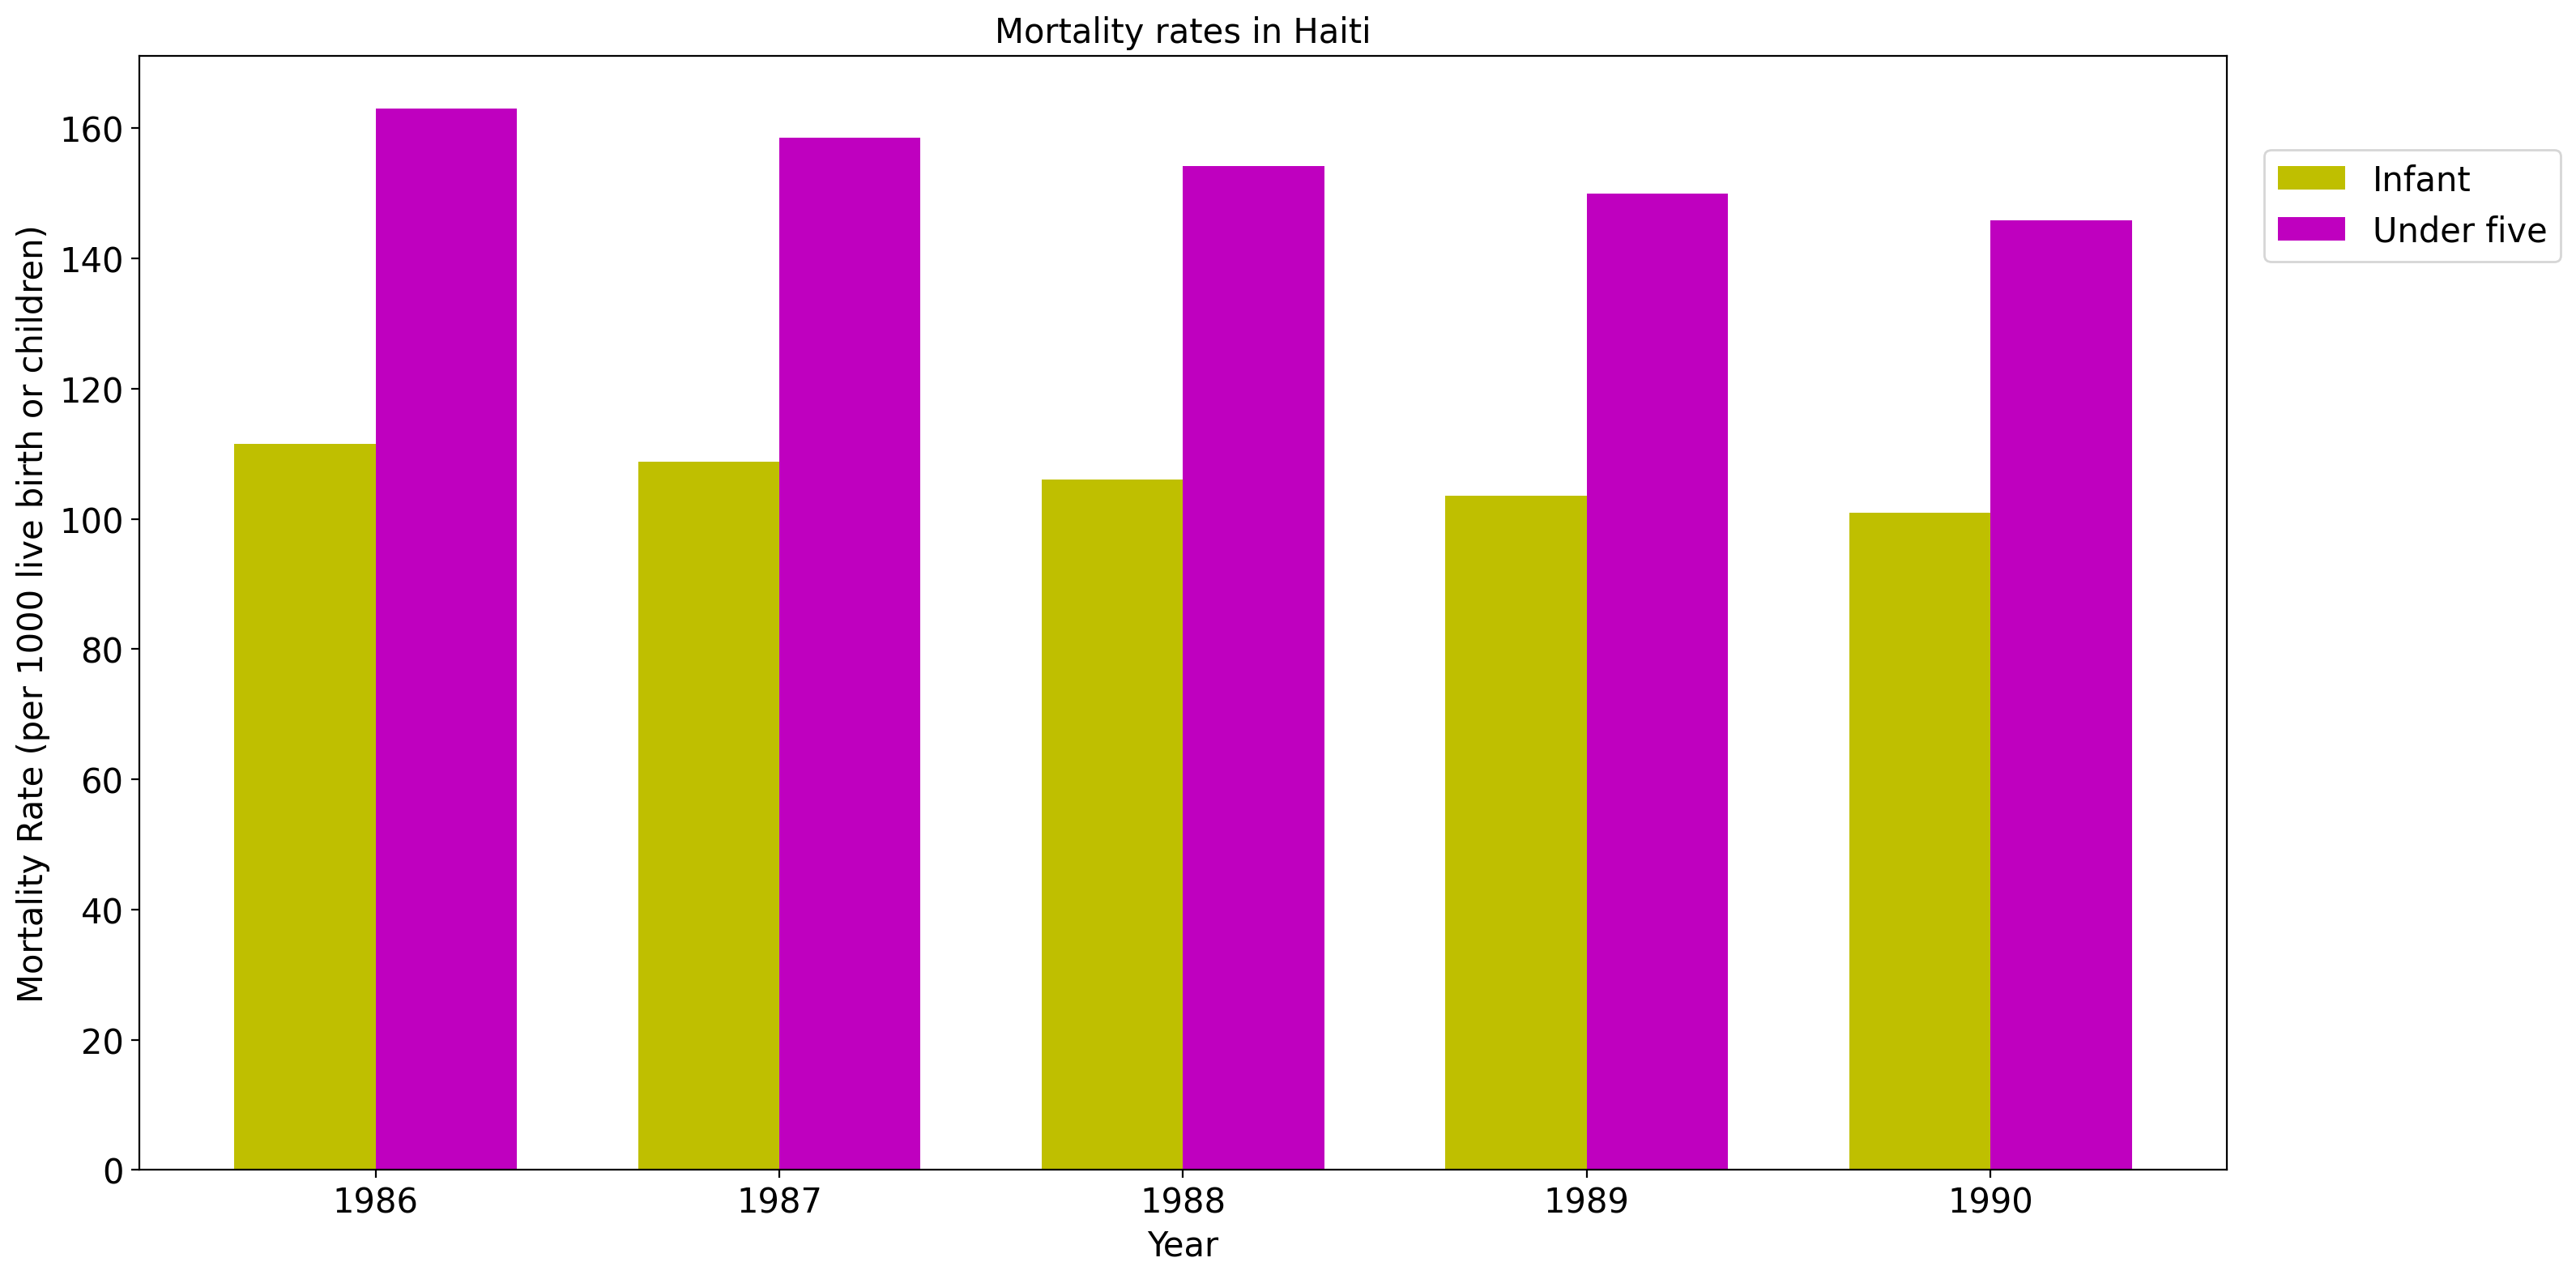 Mortality rates in Haiti
Mortality Rate (per 1000 live birth or children)
160
140
120
100
80
60
40
20
0
1986 1987 1988 1989 1990
Year
Infant
Under five